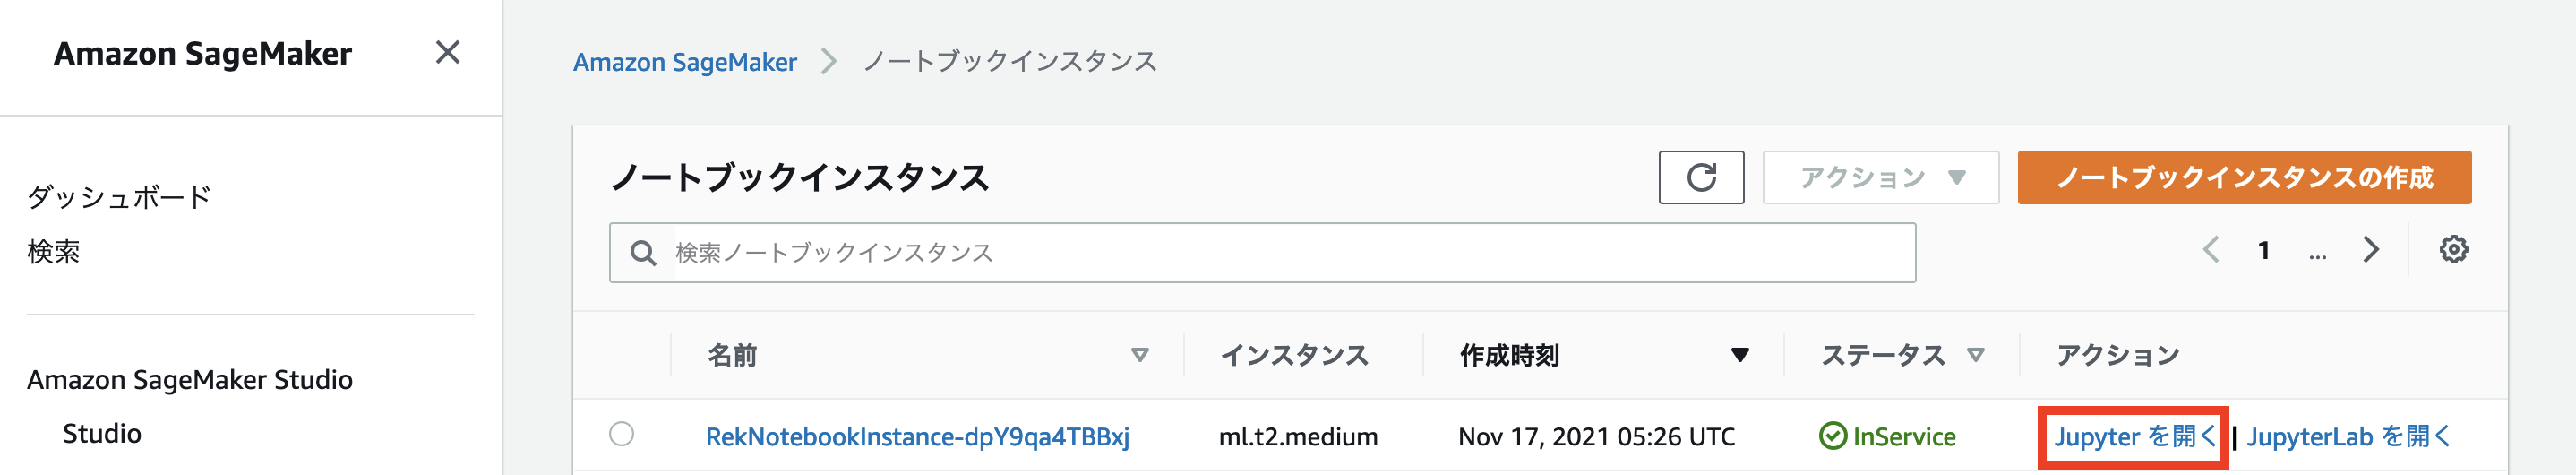 Amazon SageMaker
ダッシュボード
検索
Amazon SageMaker Studio
Studio
Amazon SageMaker ノートブックインスタンス
ノートブックインスタンス
アクション
ノートブックインスタンスの作成
検索ノートブックインスタンス
1 ...
名前 インスタンス 作成時刻 ステータス アクション
RekNotebookInstance-dpY9qa4TBBxj ml.t2.medium Nov 17, 2021 05:26 UTC InService Jupyter を開く | JupyterLab を開く